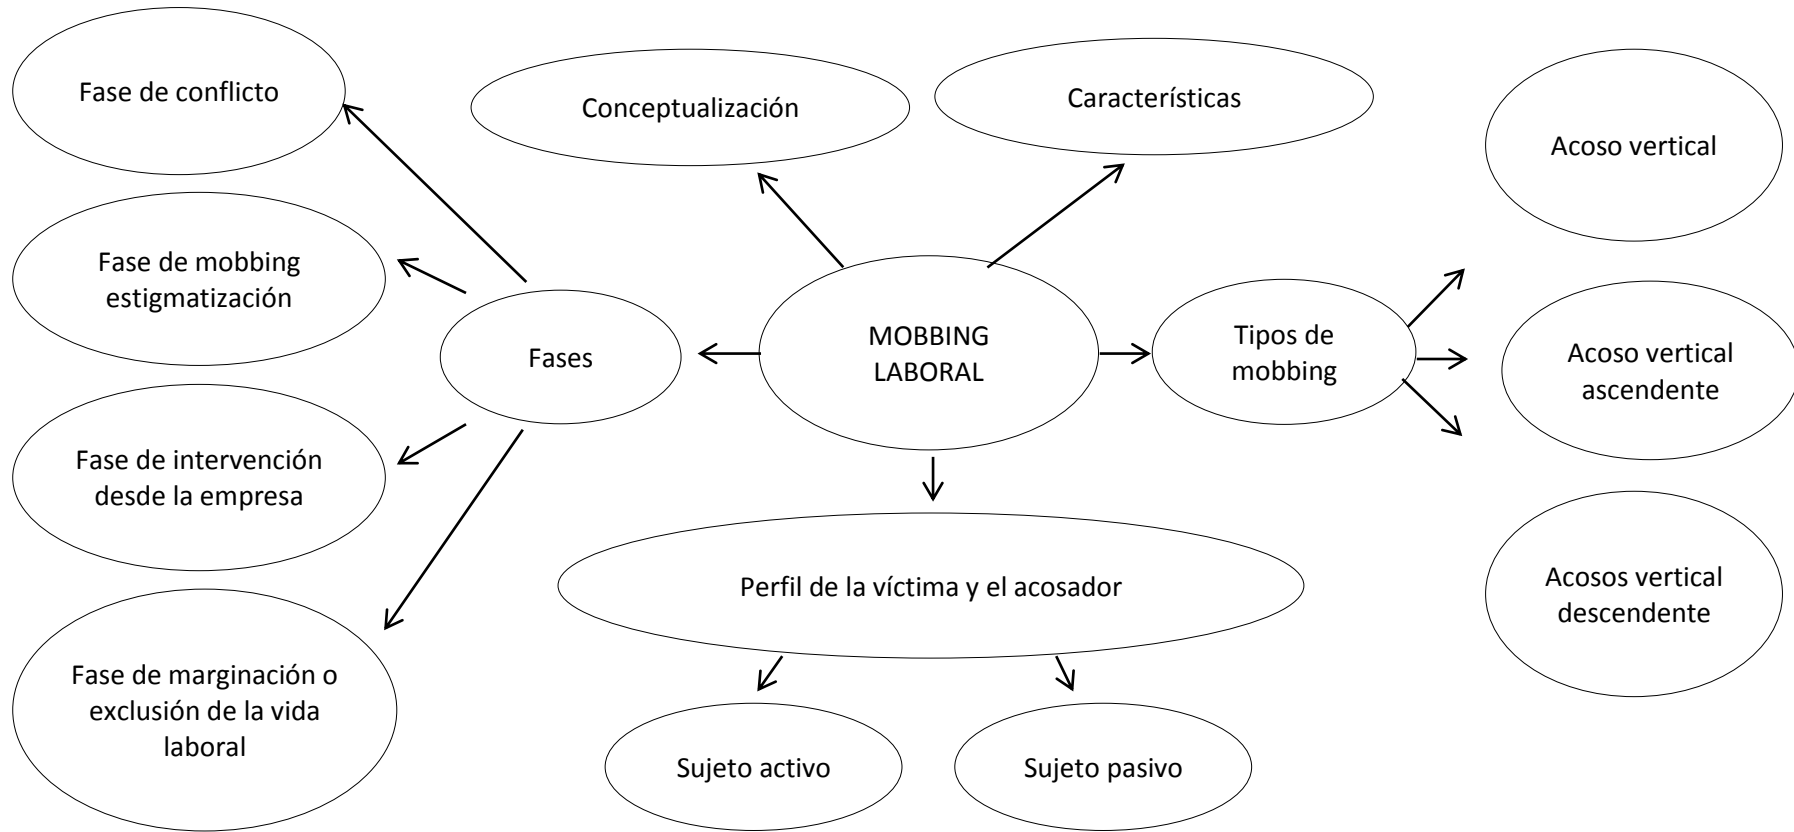 Fase de conflicto
Conceptualización
Características
Acoso vertical
Fase de mobbing
estigmatización
Fases
MOBBING
LABORAL
Tipos de
mobbing
Acoso vertical
ascendente
Fase de intervención
desde la empresa
Perfil de la víctima y el acosador
Acosos vertical
descendente
Fase de marginación o
exclusión de la vida
laboral
Sujeto activo
Sujeto pasivo